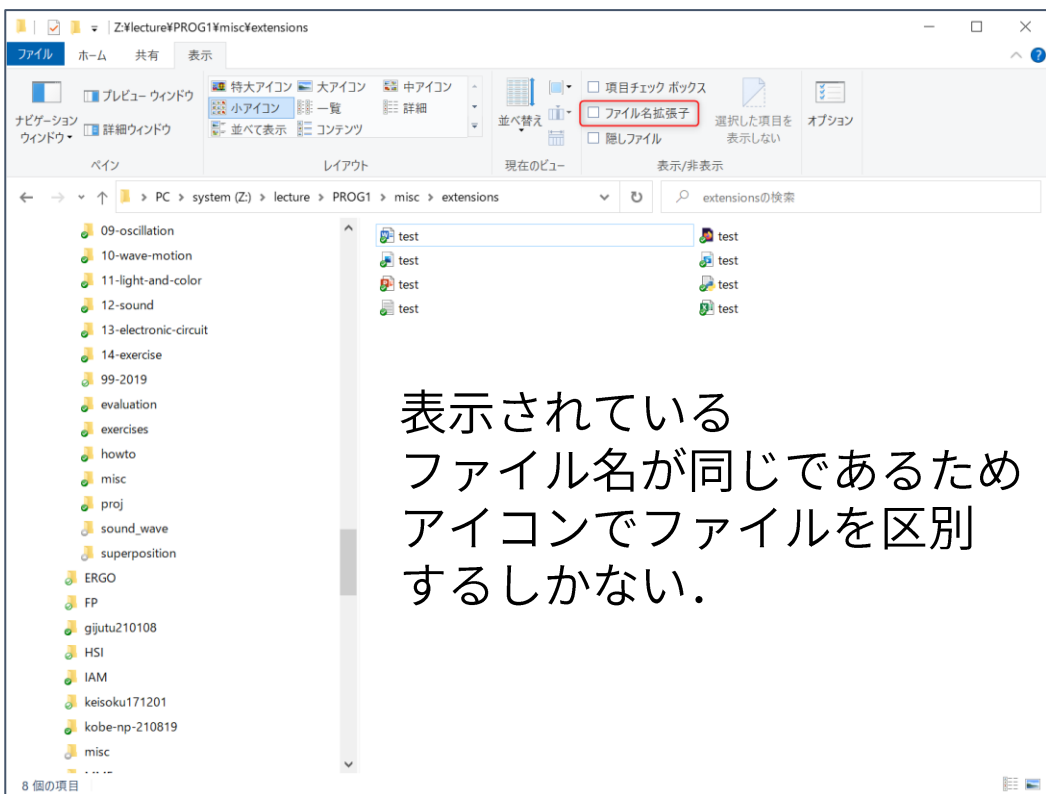 Z:¥lecture¥PROG1¥misc¥extensions
ファイル ホーム 共有 表示
ナビゲーション ウィンドウ
プレビュー ウィンドウ
詳細ウィンドウ
ペイン
特大アイコン 大アイコン 中アイコン
小アイコン 一覧 詳細
並べて表示 コンテンツ
レイアウト
並べ替え
現在のビュー
項目チェック ボックス
ファイル名拡張子
隠しファイル
選択した項目を
表示しない
表示/非表示
オプション
PC > system (Z:) > lecture > PROG1 > misc > extensions
extensionsの検索
09-oscillation
10-wave-motion
11-light-and-color
12-sound
13-electronic-circuit
14-exercise
99-2019
evaluation
exercises
howto
misc
proj
sound_wave
superposition
ERGO
FP
gijutu210108
HSI
IAM
keisoku171201
kobe-np-210819
misc
test test
test test
test test
test test
表示されている
ファイル名が同じであるため
アイコンでファイルを区別
するしかない．
8 個の項目